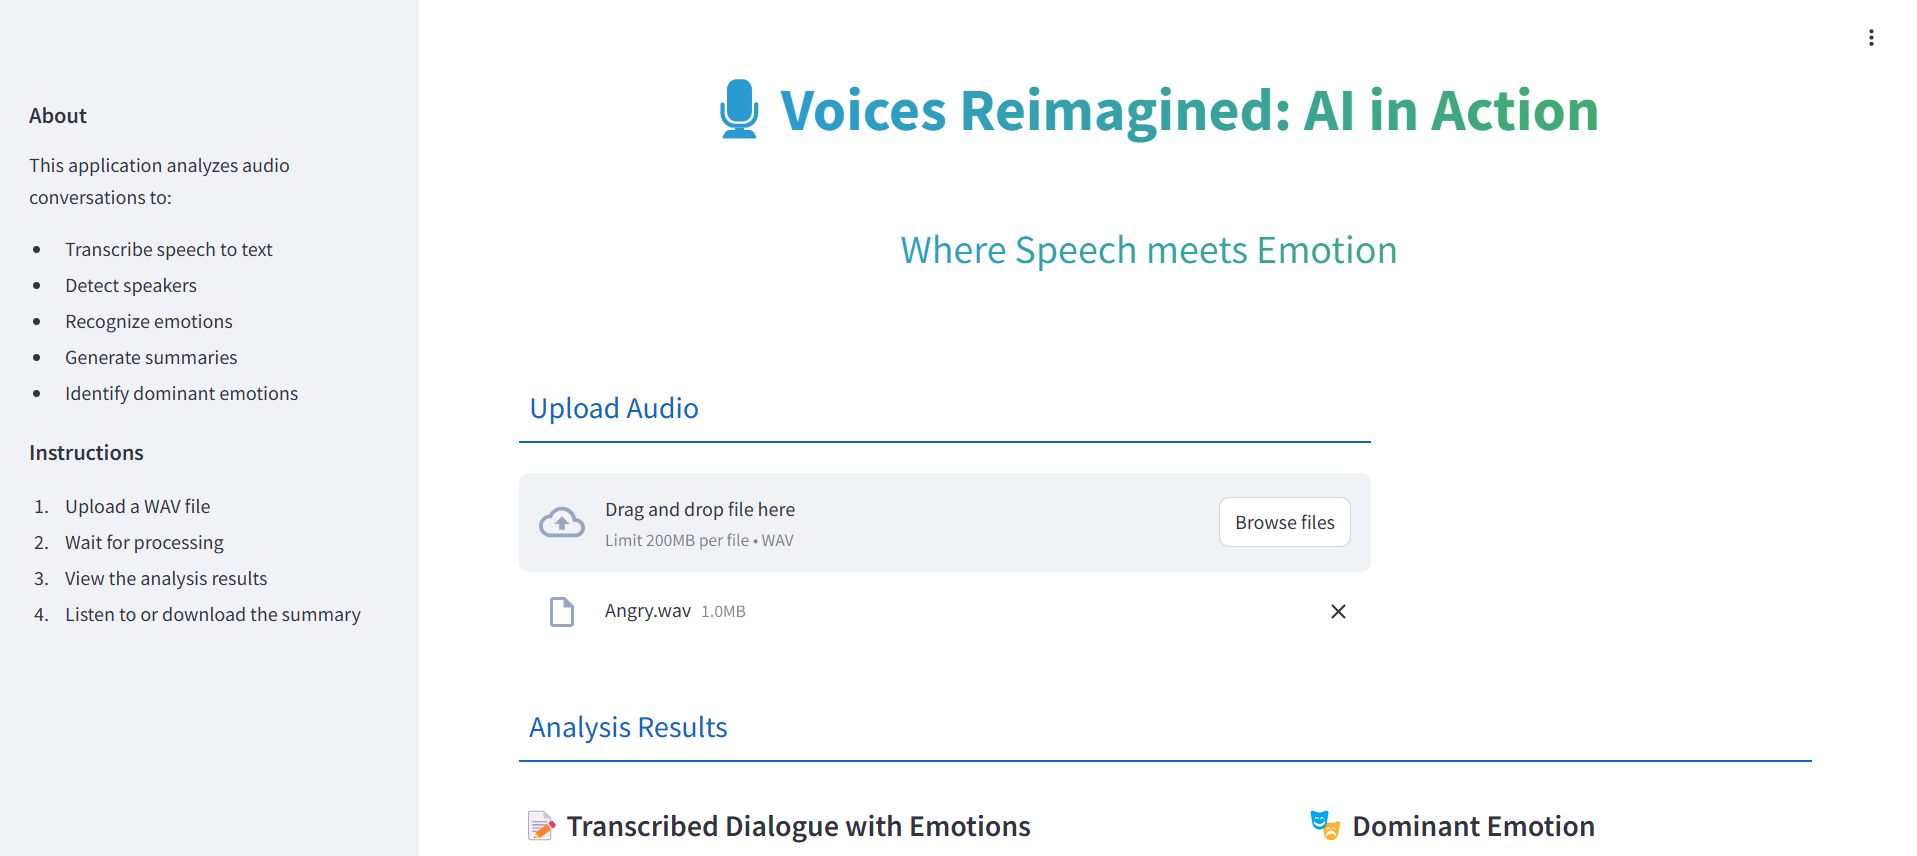 About
This application analyzes audio
conversations to:
• Transcribe speech to text
• Detect speakers
• Recognize emotions
• Generate summaries
• Identify dominant emotions
Instructions
1. Upload a WAV file
2. Wait for processing
3. View the analysis results
4. Listen to or download the summary
Voices Reimagined: AI in Action
Where Speech meets Emotion
Upload Audio
Drag and drop file here
Limit 200MB per file • WAV
Browse files
Angry.wav 1.0MB
Analysis Results
Transcribed Dialogue with Emotions
Dominant Emotion